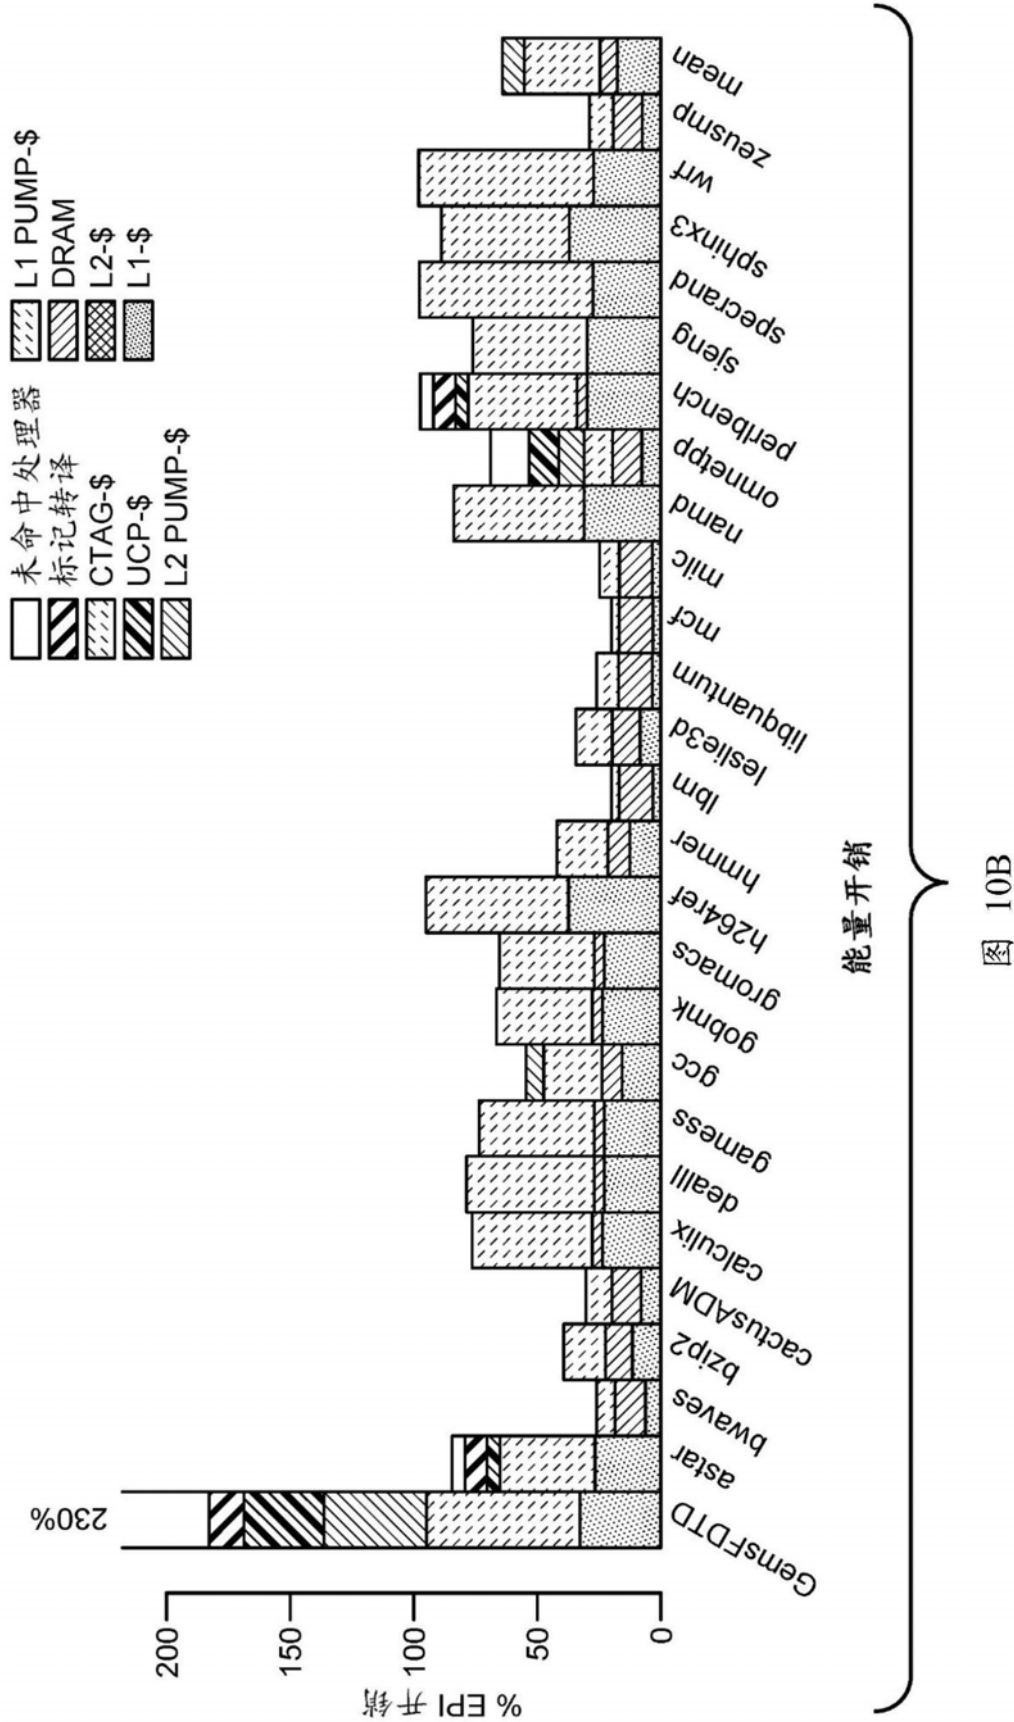 未命中处理器
标记转译
CTAG-$
UCP-$
L2 PUMP-$
L1 PUMP-$
DRAM
L2-$
L1-$
230%
% EPI 开销
200
150
100
50
0
GemsFDTD
astar
bwaves
bzip2
cactusADM
calculix
dealII
gamess
gcc
gobmk
gromacs
h264ref
hmmer
lbm
leslie3d
libquantum
mcf
milc
namd
omnetpp
perlbench
sjeng
specrand
sphinx3
wrf
zeusmp
mean
能量开销
图 10B